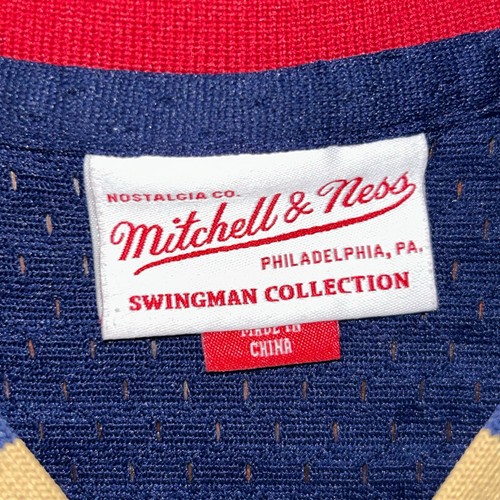 NOSTALGIA CO.
Mitchell & Ness
PHILADELPHIA, PA.
SWINGMAN COLLECTION
MADE IN
CHINA